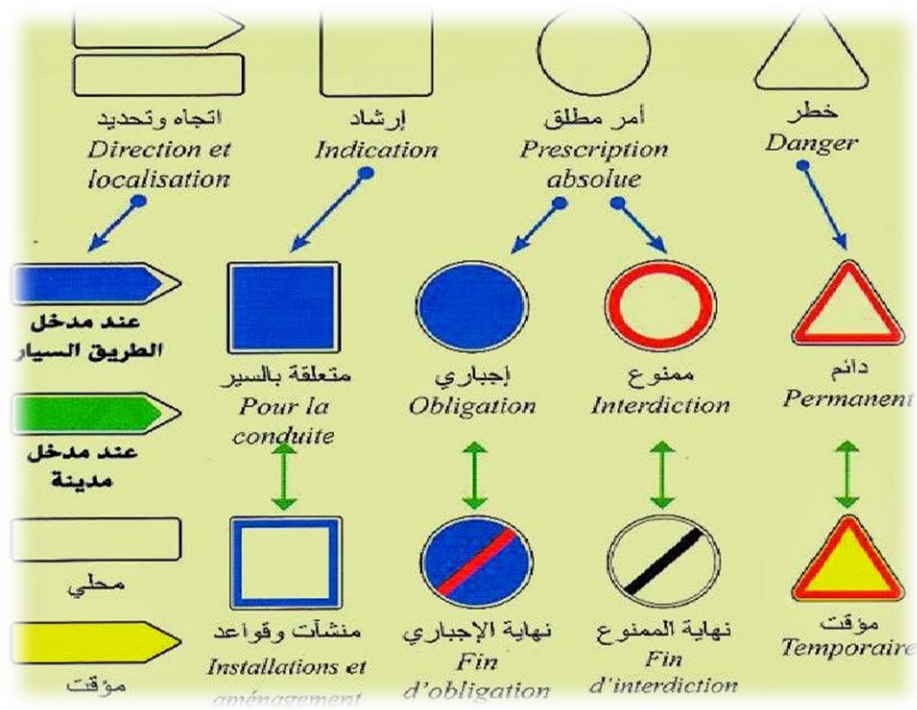 اتجاه وتحديد
Direction et
localisation
إرشاد
Indication
أمر مطلق
Prescription
absolue
خطر
Danger
عند مدخل
الطريق السيار
متعلقة بالسير
Pour la
conduite
إجباري
Obligation
ممنوع
Interdiction
دائم
Permanent
عند مدخل
مدينة
محلي
مؤقت
منشآت وقواعد
Installations et
aménagement
نهاية الإجباري
Fin
d'obligation
نهاية الممنوع
Fin
d'interdiction
مؤقت
Temporaire